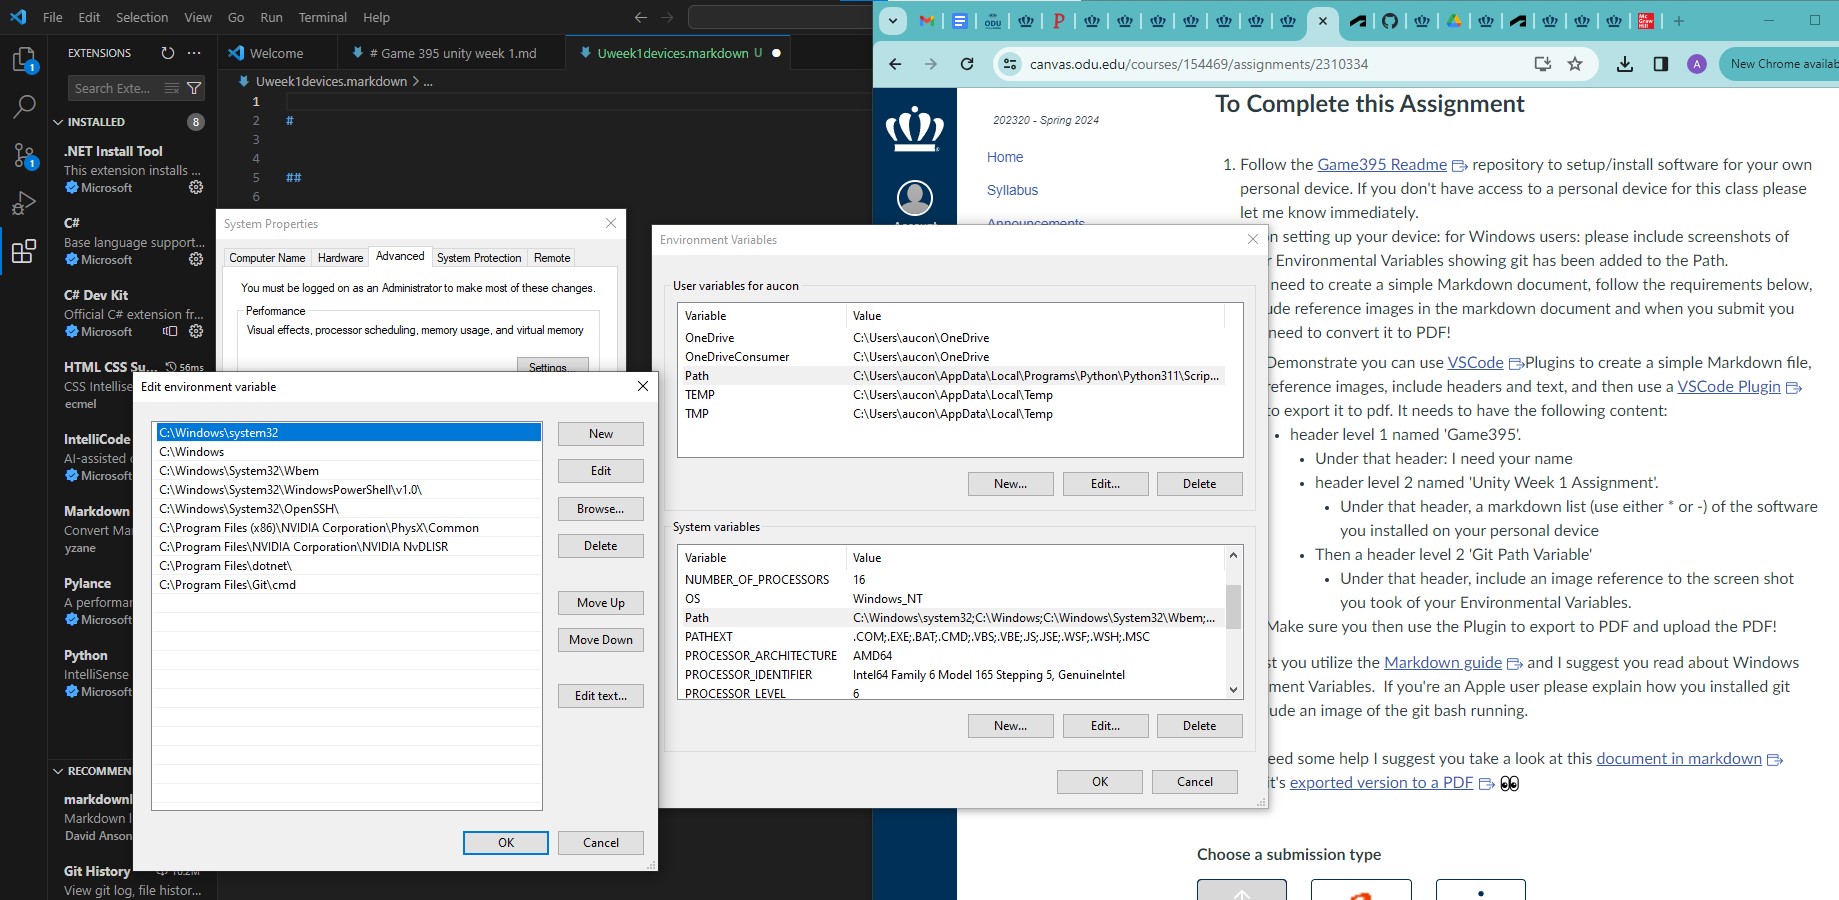 File Edit Selection View Go Run Terminal Help
EXTENSIONS
Search Exte...
INSTALLED 8
.NET Install Tool
This extension installs ...
Microsoft
C#
Base language support...
Microsoft
C# Dev Kit
Official C# extension fr...
Microsoft
HTML CSS Su... 56ms
CSS Intellise
ecmel
IntelliCode
AI-assisted
Microsoft
Markdown
Convert Mar
yzane
Pylance
A performan
Microsoft
Python
IntelliSense
Microsoft
RECOMMEN
markdownl
Markdown l
David Anson
Git History
View git log, file histor...
Welcome
# Game 395 unity week 1.md
Uweek1devices.markdown U
Uweek1devices.markdown > ...
1
2 #
3
4
5 ##
6
System Properties
Computer Name Hardware Advanced System Protection Remote
You must be logged on as an Administrator to make most of these changes.
Performance
Visual effects, processor scheduling, memory usage, and virtual memory
Settings...
Edit environment variable
C:\Windows\system32
C:\Windows
C:\Windows\System32\Wbem
C:\Windows\System32\WindowsPowerShell\v1.0\
C:\Windows\System32\OpenSSH\
C:\Program Files (x86)\NVIDIA Corporation\PhysX\Common
C:\Program Files\NVIDIA Corporation\NVIDIA NvDLISR
C:\Program Files\dotnet\
C:\Program Files\Git\cmd
New
Edit
Browse...
Delete
Move Up
Move Down
Edit text...
OK Cancel
Environment Variables
User variables for aucon
Variable Value
OneDrive C:\Users\aucon\OneDrive
OneDriveConsumer C:\Users\aucon\OneDrive
Path C:\Users\aucon\AppData\Local\Programs\Python\Python311\Scrip...
TEMP C:\Users\aucon\AppData\Local\Temp
TMP C:\Users\aucon\AppData\Local\Temp
New... Edit... Delete
System variables
Variable Value
NUMBER_OF_PROCESSORS 16
OS Windows_NT
Path C:\Windows\system32;C:\Windows;C:\Windows\System32\Wbem;...
PATHEXT .COM;.EXE;.BAT;.CMD;.VBS;.VBE;.JS;.JSE;.WSF;.WSH;.MSC
PROCESSOR_ARCHITECTURE AMD64
PROCESSOR_IDENTIFIER Intel64 Family 6 Model 165 Stepping 5, GenuineIntel
PROCESSOR_LEVEL 6
New... Edit... Delete
OK Cancel
canvas.odu.edu/courses/154469/assignments/2310334
A
New Chrome availab
202320 - Spring 2024
Home
Syllabus
Announcements
Account
To Complete this Assignment
1. Follow the Game395 Readme repository to setup/install software for your own
personal device. If you don't have access to a personal device for this class please
let me know immediately.
on setting up your device: for Windows users: please include screenshots of
r Environmental Variables showing git has been added to the Path.
need to create a simple Markdown document, follow the requirements below,
ude reference images in the markdown document and when you submit you
need to convert it to PDF!
Demonstrate you can use VSCode Plugins to create a simple Markdown file,
reference images, include headers and text, and then use a VSCode Plugin
to export it to pdf. It needs to have the following content:
• header level 1 named 'Game395'.
• Under that header: I need your name
• header level 2 named 'Unity Week 1 Assignment'.
• Under that header, a markdown list (use either * or -) of the software
you installed on your personal device
• Then a header level 2 'Git Path Variable'
• Under that header, include an image reference to the screen shot
you took of your Environmental Variables.
Make sure you then use the Plugin to export to PDF and upload the PDF!
st you utilize the Markdown guide and I suggest you read about Windows
ment Variables. If you're an Apple user please explain how you installed git
ude an image of the git bash running.
eed some help I suggest you take a look at this document in markdown
it's exported version to a PDF
Choose a submission type